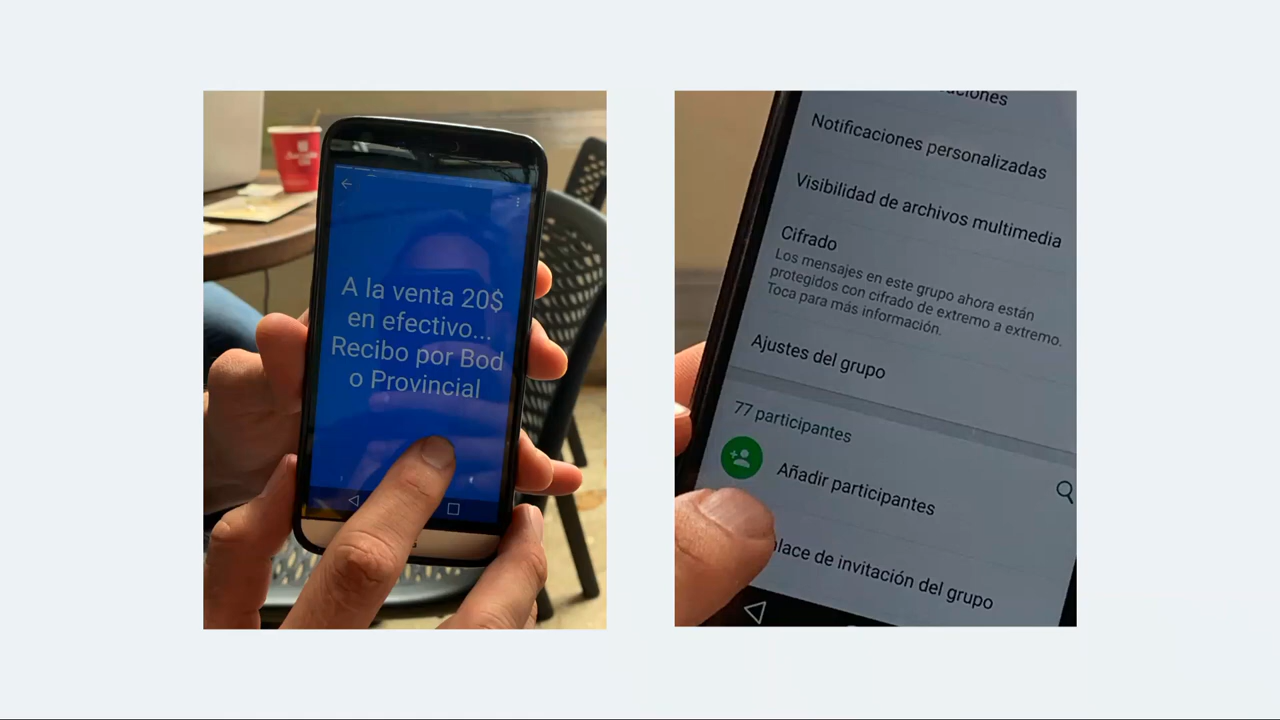 A la venta 20$
en efectivo...
Recibo por Bod
o Provincial
Notificaciones personalizadas
Visibilidad de archivos multimedia
Cifrado
Los mensajes en este grupo ahora están
protegidos con cifrado de extremo a extremo.
Toca para más información.
Ajustes del grupo
77 participantes
Añadir participantes
de invitación del grupo